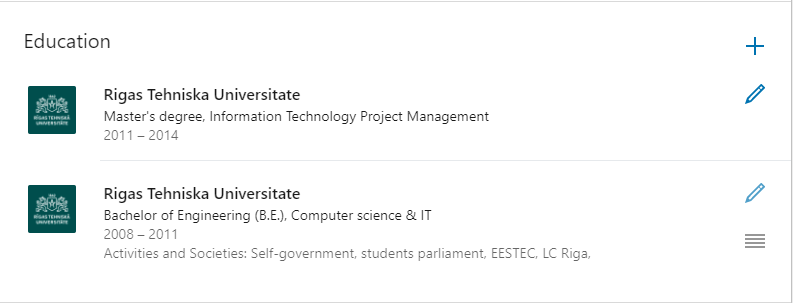 Education
RĪGAS TEHNISKĀ
UNIVERSITĀTE
Rigas Tehniska Universitate
Master's degree, Information Technology Project Management
2011 – 2014
RĪGAS TEHNISKĀ
UNIVERSITĀTE
Rigas Tehniska Universitate
Bachelor of Engineering (B.E.), Computer science & IT
2008 – 2011
Activities and Societies: Self-government, students parliament, EESTEC, LC Riga,